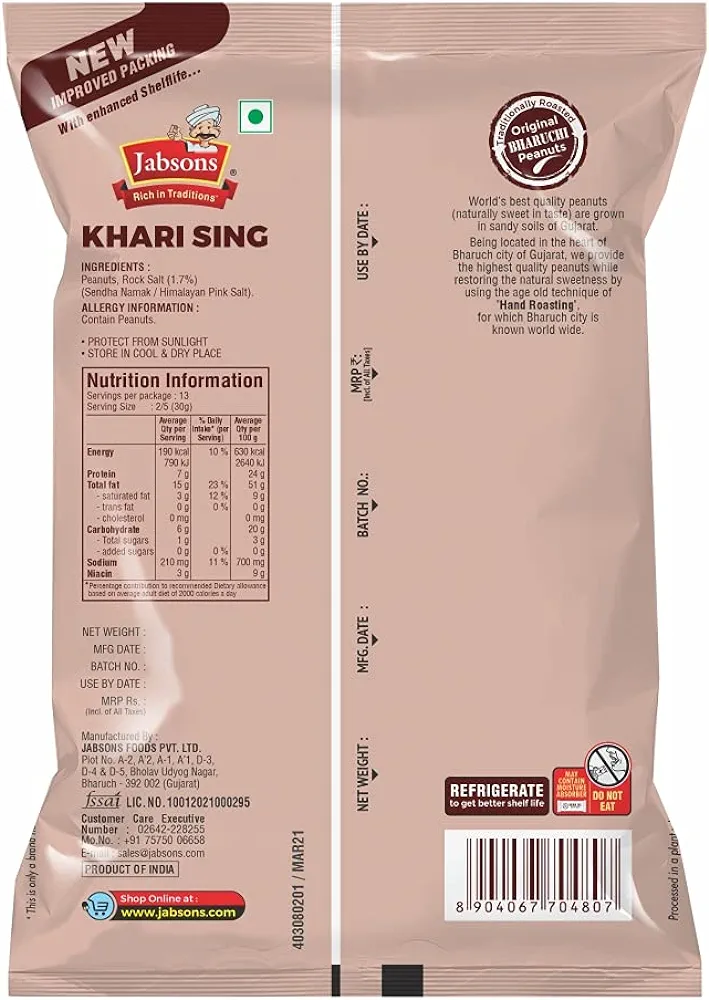 NEW
IMPROVED PACKING
With enhanced Shelflife...
Jabsons
®
Rich in Traditions
KHARI SING
INGREDIENTS :
Peanuts, Rock Salt (1.7%)
(Sendha Namak / Himalayan Pink Salt).
ALLERGY INFORMATION :
Contain Peanuts.
• PROTECT FROM SUNLIGHT
• STORE IN COOL & DRY PLACE
Nutrition Information
Servings per package : 13
Serving Size : 2/5 (30g)
Average Qty per Serving % Daily intake* (per Serving) Average Qty per 100 g
Energy 190 kcal 10 % 630 kcal
790 kJ 2640 kJ
Protein 7 g 24 g
Total fat 15 g 23 % 51 g
- saturated fat 3 g 12 % 9 g
- trans fat 0 g 0 % 0 g
- cholesterol 0 mg 0 mg
Carbohydrate 6 g 20 g
- Total sugars 1 g 3 g
- added sugars 0 g 0 % 0 g
Sodium 210 mg 11 % 700 mg
Niacin 3 g 9 g
*Percentage contribution to recommended Dietary allowance
based on average adult diet of 2000 calories a day
NET WEIGHT :
MFG DATE :
BATCH NO. :
USE BY DATE :
MRP Rs. :
(Incl. of All Taxes)
Manufactured By :
JABSONS FOODS PVT. LTD.
Plot No. A-2, A'2, A-1, A'1, D-3,
D-4 & D-5, Bholav Udyog Nagar,
Bharuch - 392 002 (Gujarat)
fssai LIC. NO. 10012021000295
Customer Care Executive
Number : 02642-228255
Mo.No. : +91 75750 06658
E-mail : sales@jabsons.com
PRODUCT OF INDIA
Shop Online at :
www.jabsons.com
* This is only a brand
403080201 / MAR21
USE BY DATE :
MRP ₹:
[Incl. of All Taxes]
BATCH NO.:
MFG. DATE :
NET WEIGHT :
Traditionally Roasted
Original
BHARUCHI
Peanuts
World's best quality peanuts
(naturally sweet in taste) are grown
in sandy soils of Gujarat.
Being located in the heart of
Bharuch city of Gujarat, we provide
the highest quality peanuts while
restoring the natural sweetness by
using the age old technique of
"Hand Roasting",
for which Bharuch city is
known world wide.
REFRIGERATE
to get better shelf life
MAY
CONTAIN
MOISTURE
ABSORBER
DO NOT
EAT
8 904067 704807
Processed in a plant